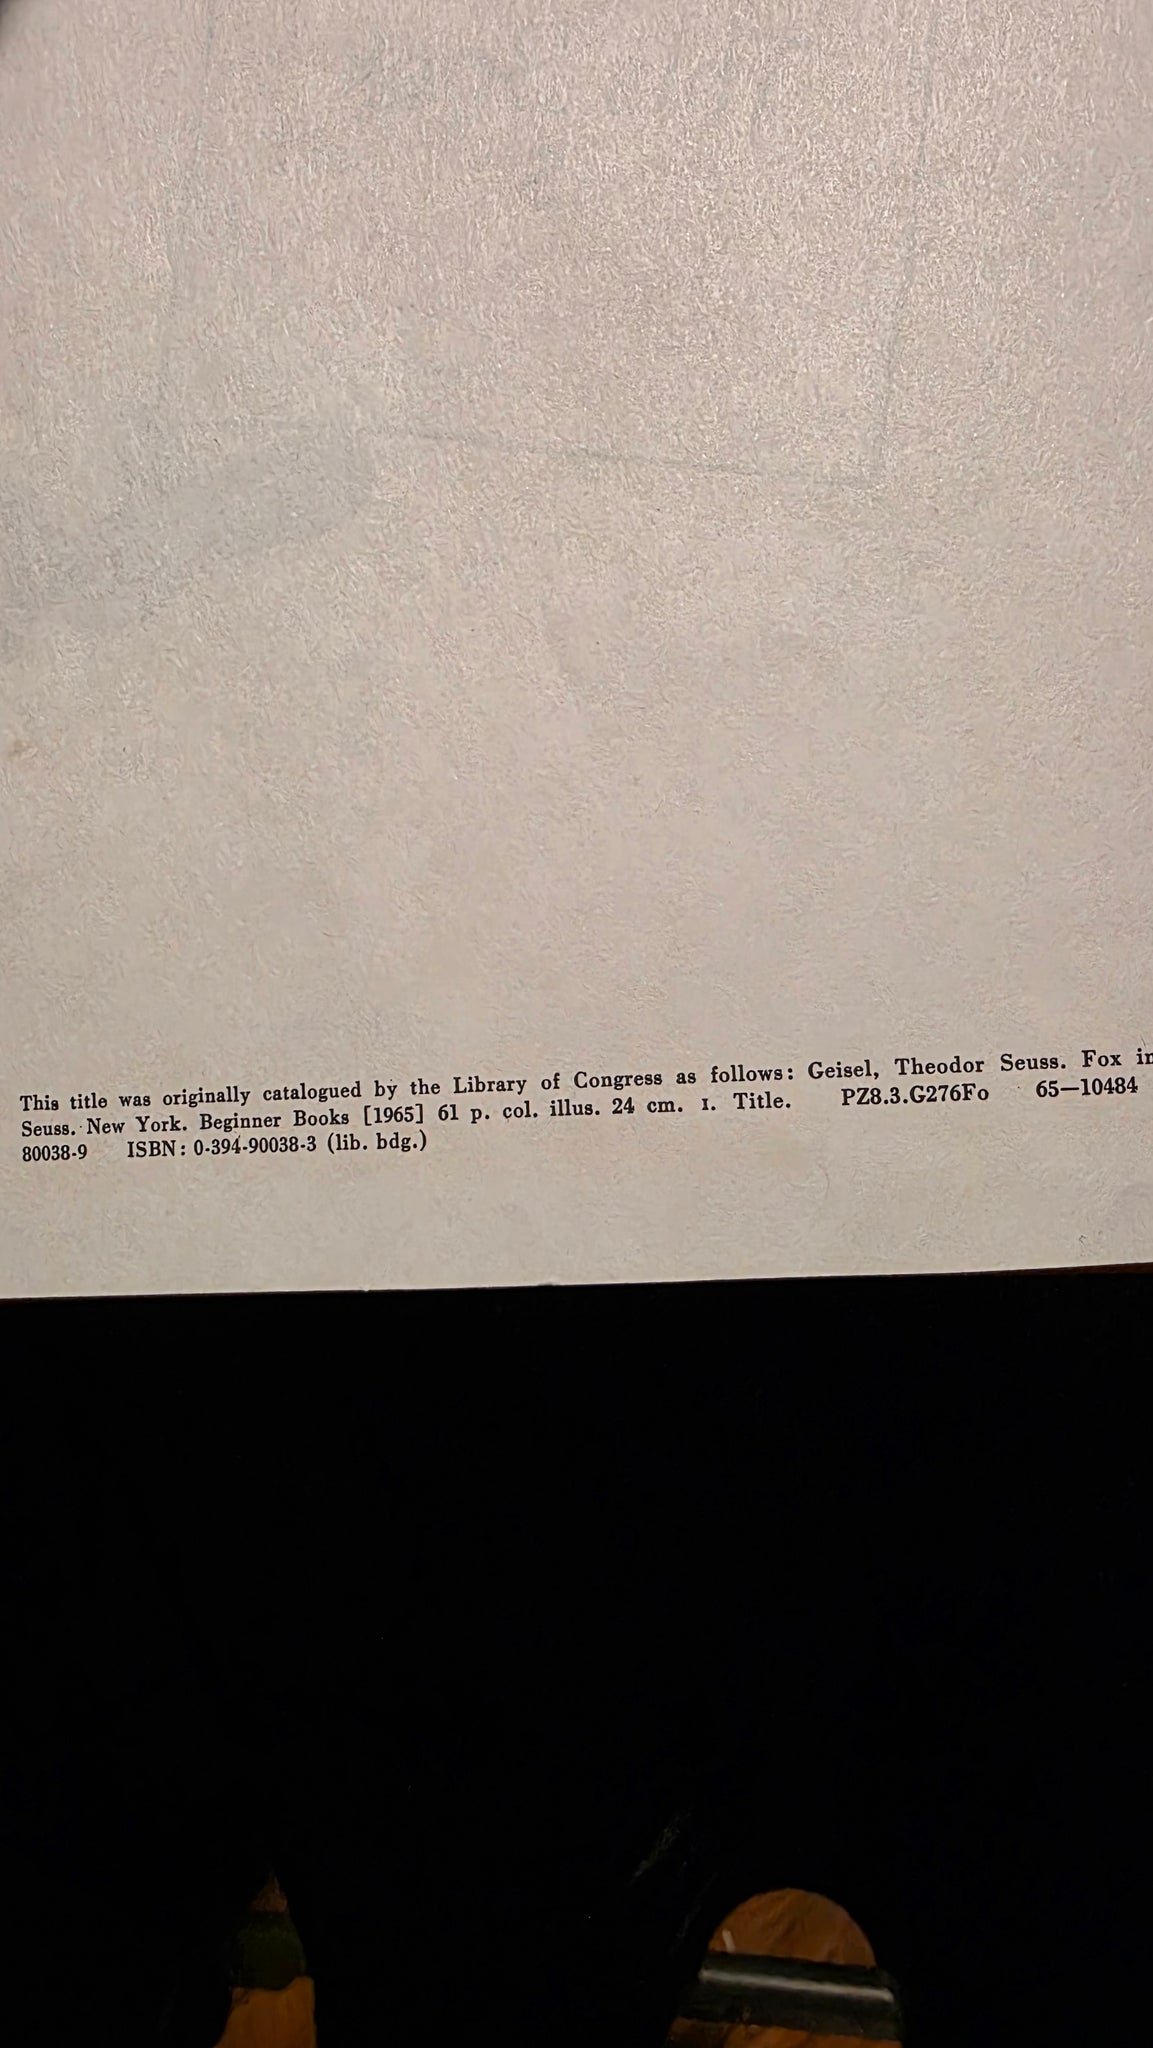 This title was originally catalogued by the Library of Congress as follows: Geisel, Theodor Seuss. Fox in
Seuss. New York. Beginner Books [1965] 61 p. col. illus. 24 cm. I. Title. PZ8.3.G276Fo 65—10484
80038-9 ISBN: 0-394-90038-3 (lib. bdg.)